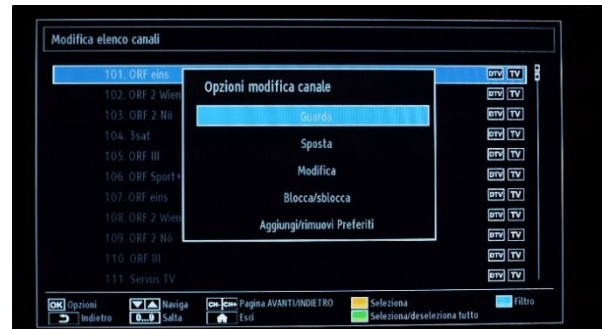 Modifica elenco canali
101. ORF eins DTV TV
102. ORF 2 Wien DTV TV
103. ORF 2 Nö DTV TV
104. 3sat DTV TV
105. ORF III DTV TV
106. ORF Sport+ DTV TV
107. ORF eins DTV TV
108. ORF 2 Wien DTV TV
109. ORF 2 Nö DTV TV
110. ORF III DTV TV
111. Servus TV DTV TV
Opzioni modifica canale
Guarda
Sposta
Modifica
Blocca/sblocca
Aggiungi/rimuovi Preferiti
OK Opzioni Naviga CH- CH+ Pagina AVANTI/INDIETRO Seleziona Filtro
Indietro 0...9 Salta Esci Seleziona/deseleziona tutto